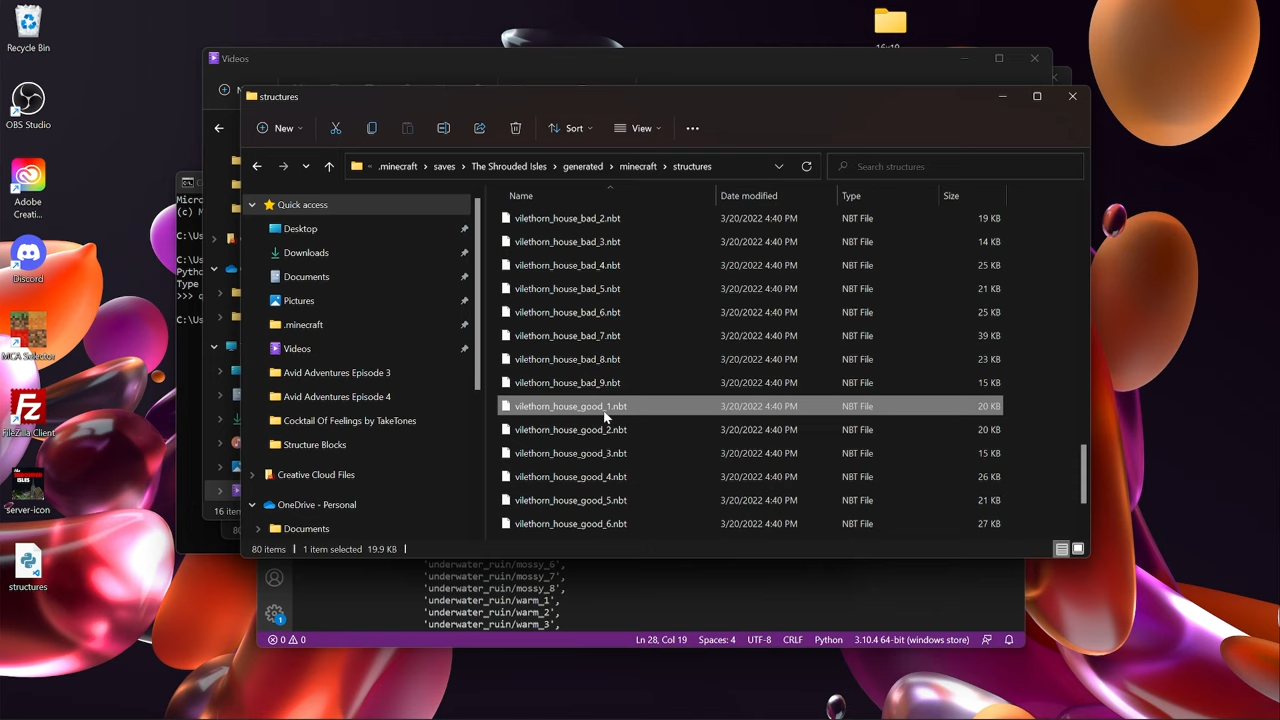 Recycle Bin
OBS Studio
Adobe
Creati...
Discord
MCA Selector
FileZilla Client
server-icon
structures
Videos
structures
New
Sort
View
.minecraft > saves > The Shrouded Isles > generated > minecraft > structures
Search structures
Quick access
Desktop
Downloads
Documents
Pictures
.minecraft
Videos
Avid Adventures Episode 3
Avid Adventures Episode 4
Cocktail Of Feelings by TakeTones
Structure Blocks
Creative Cloud Files
OneDrive - Personal
Documents
Name Date modified Type Size
vilethorn_house_bad_2.nbt 3/20/2022 4:40 PM NBT File 19 KB
vilethorn_house_bad_3.nbt 3/20/2022 4:40 PM NBT File 14 KB
vilethorn_house_bad_4.nbt 3/20/2022 4:40 PM NBT File 25 KB
vilethorn_house_bad_5.nbt 3/20/2022 4:40 PM NBT File 21 KB
vilethorn_house_bad_6.nbt 3/20/2022 4:40 PM NBT File 25 KB
vilethorn_house_bad_7.nbt 3/20/2022 4:40 PM NBT File 39 KB
vilethorn_house_bad_8.nbt 3/20/2022 4:40 PM NBT File 23 KB
vilethorn_house_bad_9.nbt 3/20/2022 4:40 PM NBT File 15 KB
vilethorn_house_good_1.nbt 3/20/2022 4:40 PM NBT File 20 KB
vilethorn_house_good_2.nbt 3/20/2022 4:40 PM NBT File 20 KB
vilethorn_house_good_3.nbt 3/20/2022 4:40 PM NBT File 15 KB
vilethorn_house_good_4.nbt 3/20/2022 4:40 PM NBT File 26 KB
vilethorn_house_good_5.nbt 3/20/2022 4:40 PM NBT File 21 KB
vilethorn_house_good_6.nbt 3/20/2022 4:40 PM NBT File 27 KB
80 items | 1 item selected 19.9 KB |
Micro
(c) M
C:\Us
Pytho
Type
>>>
C:\Us
16 iten
80
'underwater_ruin/mossy_6',
'underwater_ruin/mossy_7',
'underwater_ruin/mossy_8',
'underwater_ruin/warm_1',
'underwater_ruin/warm_2',
'underwater_ruin/warm_3',
0 0 Ln 28, Col 19 Spaces: 4 UTF-8 CRLF Python 3.10.4 64-bit (windows store)